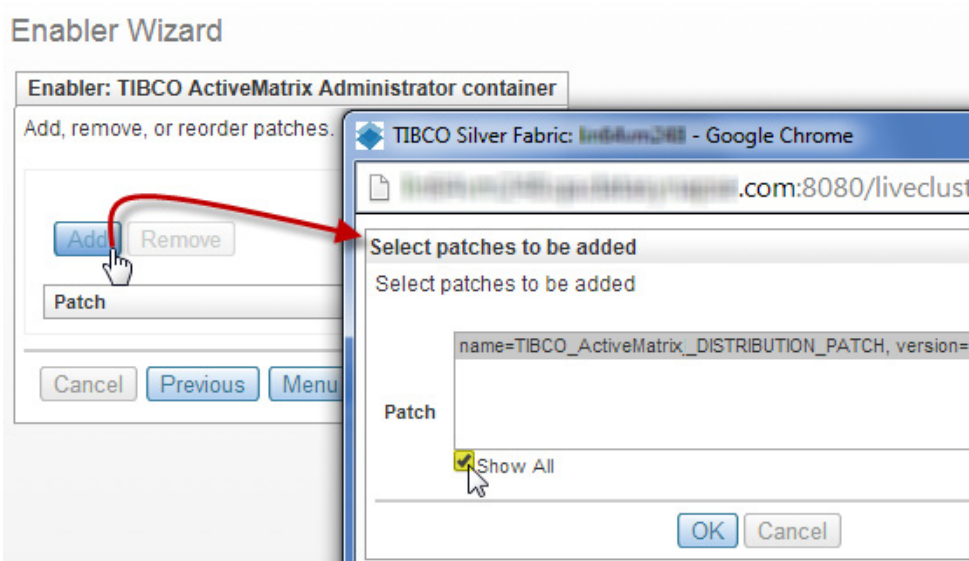 Enabler Wizard
Enabler: TIBCO ActiveMatrix Administrator container
Add, remove, or reorder patches.
Add Remove
Patch
Cancel Previous Menu
TIBCO Silver Fabric: - Google Chrome
.com:8080/liveclust
Select patches to be added
Select patches to be added
name=TIBCO_ActiveMatrix_DISTRIBUTION_PATCH, version=
Patch
Show All
OK Cancel